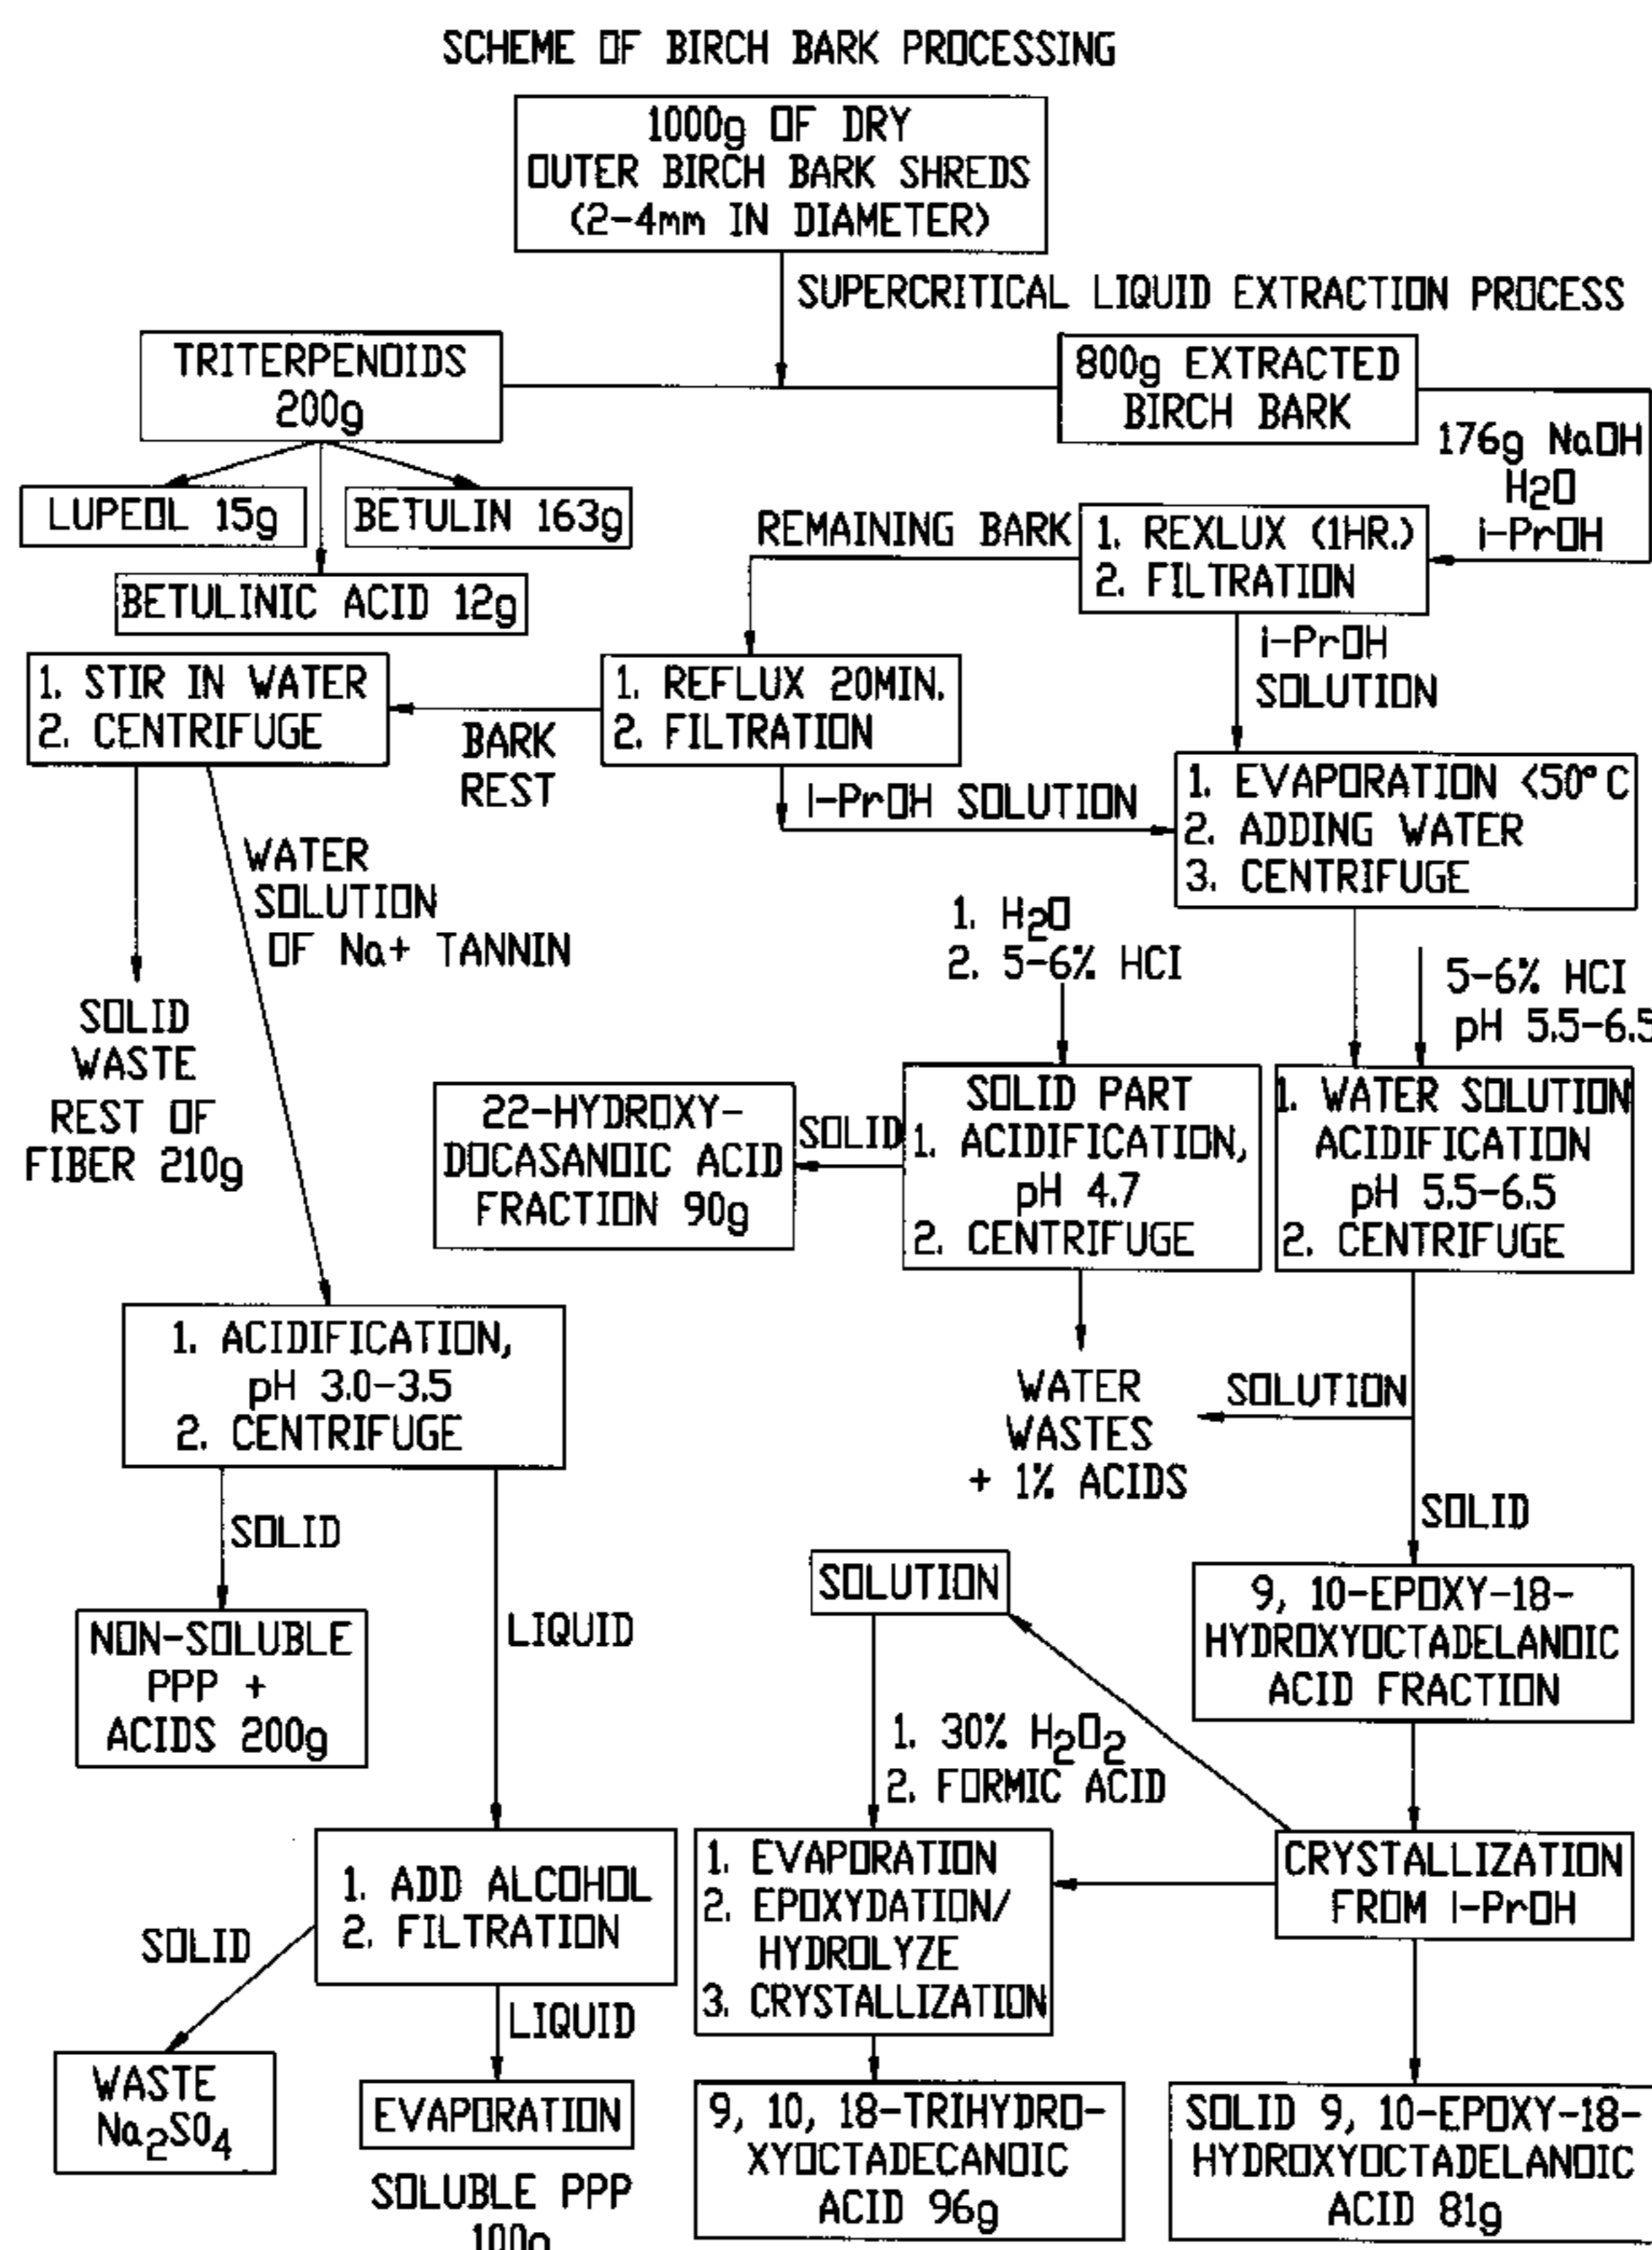 SCHEME OF BIRCH BARK PROCESSING
1000g OF DRY
OUTER BIRCH BARK SHREDS
(2-4mm IN DIAMETER)
SUPERCRITICAL LIQUID EXTRACTION PROCESS
TRITERPENOIDS
200g
800g EXTRACTED
BIRCH BARK
176g NaOH
H2O
i-PrOH
LUPEOL 15g
BETULIN 163g
BETULINIC ACID 12g
REMAINING BARK
1. REXLUX (1HR.)
2. FILTRATION
i-PrOH
SOLUTION
1. STIR IN WATER
2. CENTRIFUGE
BARK
REST
1. REFLUX 20MIN.
2. FILTRATION
I-PrOH SOLUTION
1. EVAPORATION <50°C
2. ADDING WATER
3. CENTRIFUGE
WATER
SOLUTION
OF Na+ TANNIN
SOLID
WASTE
REST OF
FIBER 210g
1. H2O
2. 5-6% HCI
5-6% HCI
pH 5.5-6.5
22-HYDROXY-
DOCASANOIC ACID
FRACTION 90g
SOLID
SOLID PART
1. ACIDIFICATION,
pH 4.7
2. CENTRIFUGE
1. WATER SOLUTION
ACIDIFICATION
pH 5.5-6.5
2. CENTRIFUGE
1. ACIDIFICATION,
pH 3.0-3.5
2. CENTRIFUGE
WATER
WASTES
+ 1% ACIDS
SOLUTION
SOLID
SOLID
LIQUID
NON-SOLUBLE
PPP +
ACIDS 200g
SOLUTION
9, 10-EPOXY-18-
HYDROXYOCTADELANOIC
ACID FRACTION
1. 30% H2O2
2. FORMIC ACID
1. ADD ALCOHOL
2. FILTRATION
1. EVAPORATION
2. EPOXYDATION/
HYDROLYZE
3. CRYSTALLIZATION
CRYSTALLIZATION
FROM I-PrOH
SOLID
LIQUID
WASTE
Na2SO4
EVAPORATION
SOLUBLE PPP
100g
9, 10, 18-TRIHYDRO-
XYOCTADECANOIC
ACID 96g
SOLID 9, 10-EPOXY-18-
HYDROXYOCTADELANOIC
ACID 81g